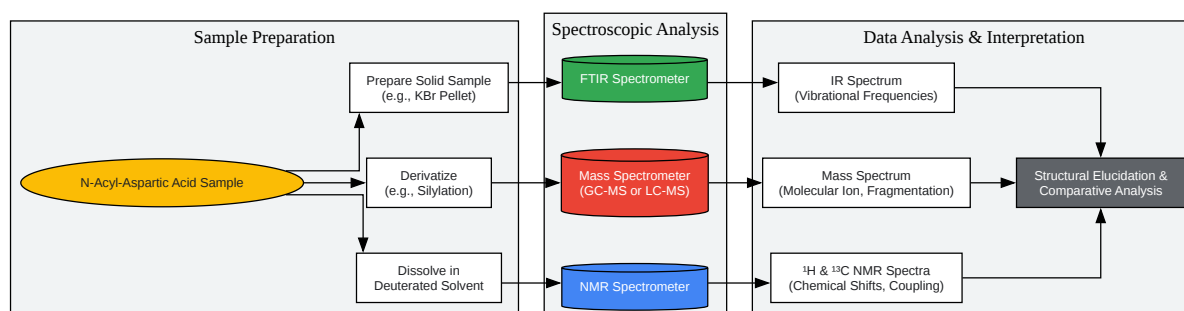 Sample Preparation
Spectroscopic Analysis
Data Analysis & Interpretation
Prepare Solid Sample
(e.g., KBr Pellet)
FTIR Spectrometer
IR Spectrum
(Vibrational Frequencies)
N-Acyl-Aspartic Acid Sample
Derivatize
(e.g., Silylation)
Mass Spectrometer
(GC-MS or LC-MS)
Mass Spectrum
(Molecular Ion, Fragmentation)
Structural Elucidation &
Comparative Analysis
Dissolve in
Deuterated Solvent
NMR Spectrometer
¹H & ¹³C NMR Spectra
(Chemical Shifts, Coupling)